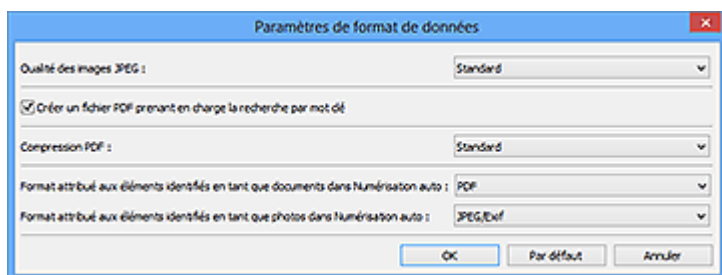 Paramètres de format de données
Qualité des images JPEG : Standard
Créer un fichier PDF prenant en charge la recherche par mot clé
Compression PDF : Standard
Format attribué aux éléments identifiés en tant que documents dans Numérisation auto : PDF
Format attribué aux éléments identifiés en tant que photos dans Numérisation auto : JPEG/Exif
OK Par défaut Annuler